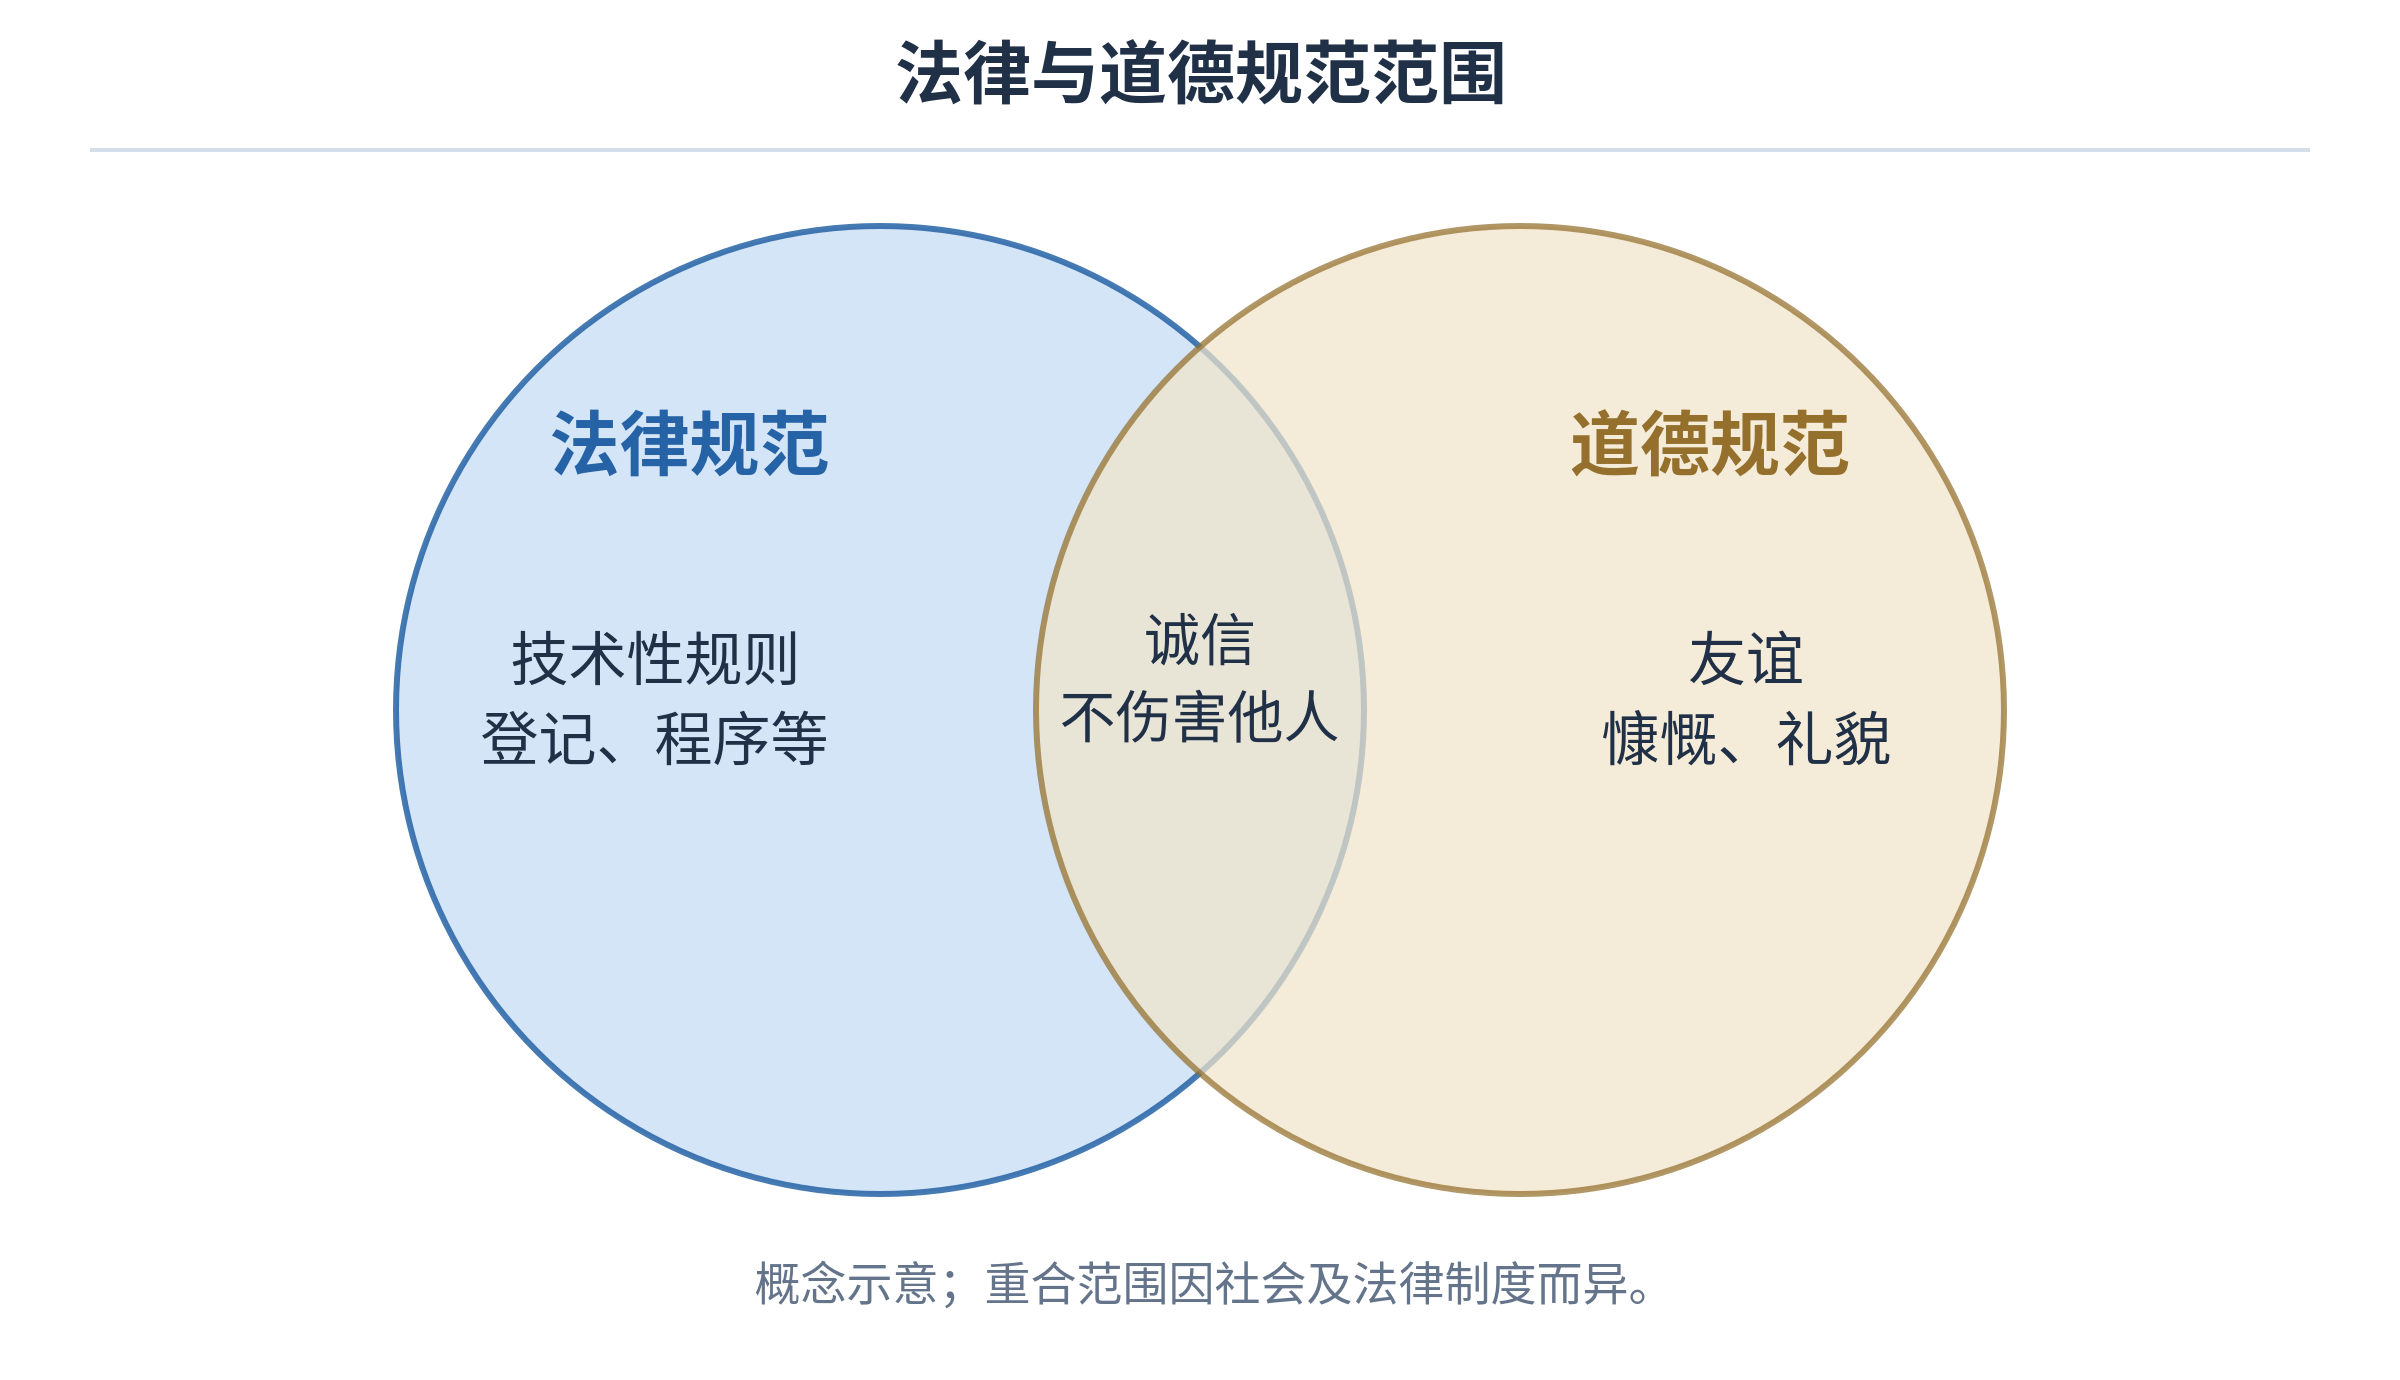 法律与道德规范范围
法律规范
道德规范
技术性规则
登记、程序等
诚信
不伤害他人
友谊
慷慨、礼貌
概念示意；重合范围因社会及法律制度而异。